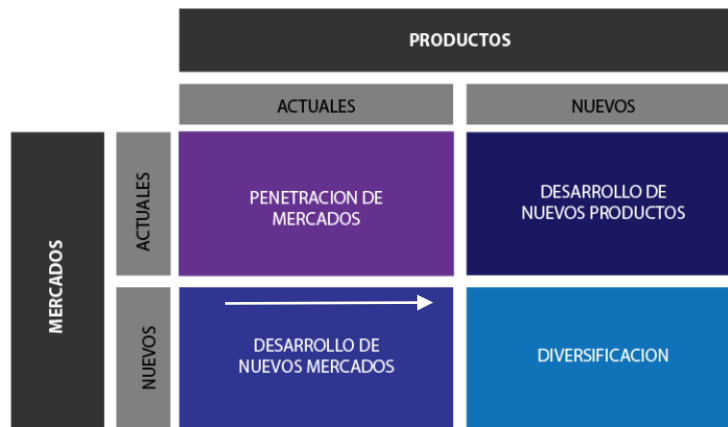 PRODUCTOS
ACTUALES
NUEVOS
MERCADOS
ACTUALES
PENETRACION DE
MERCADOS
DESARROLLO DE
NUEVOS PRODUCTOS
NUEVOS
DESARROLLO DE
NUEVOS MERCADOS
DIVERSIFICACION